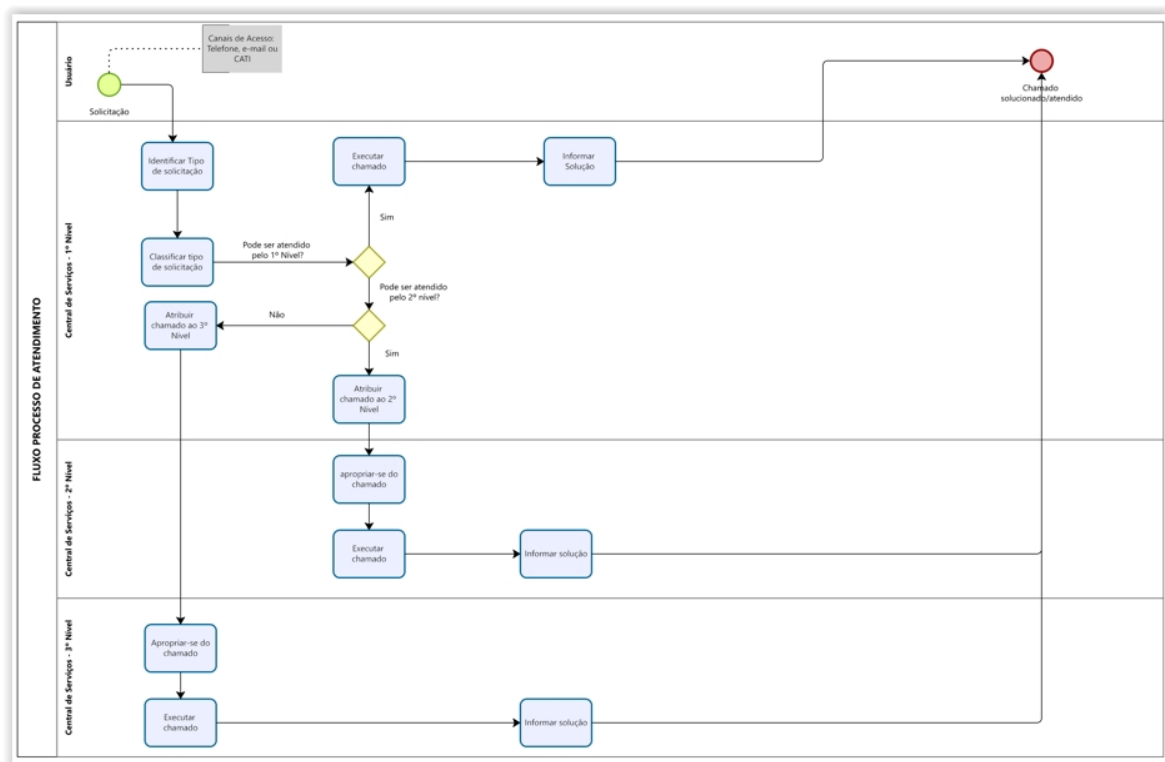 FLUXO PROCESSO DE ATENDIMENTO
Usuário
Canais de Acesso:
Telefone, e-mail ou
CATI
Solicitação
Chamado
solucionado/atendido
Central de Serviços - 1º Nível
Identificar Tipo
de solicitação
Executar
chamado
Informar
Solução
Sim
Classificar tipo
de solicitação
Pode ser atendido
pelo 1º Nível?
Pode ser atendido
pelo 2º nível?
Atribuir
chamado ao 3º
Nível
Não
Sim
Atribuir
chamado ao 2º
Nível
Central de Serviços - 2º Nível
apropriar-se do
chamado
Executar
chamado
Informar solução
Central de Serviços - 3º Nível
Apropriar-se do
chamado
Executar
chamado
Informar solução